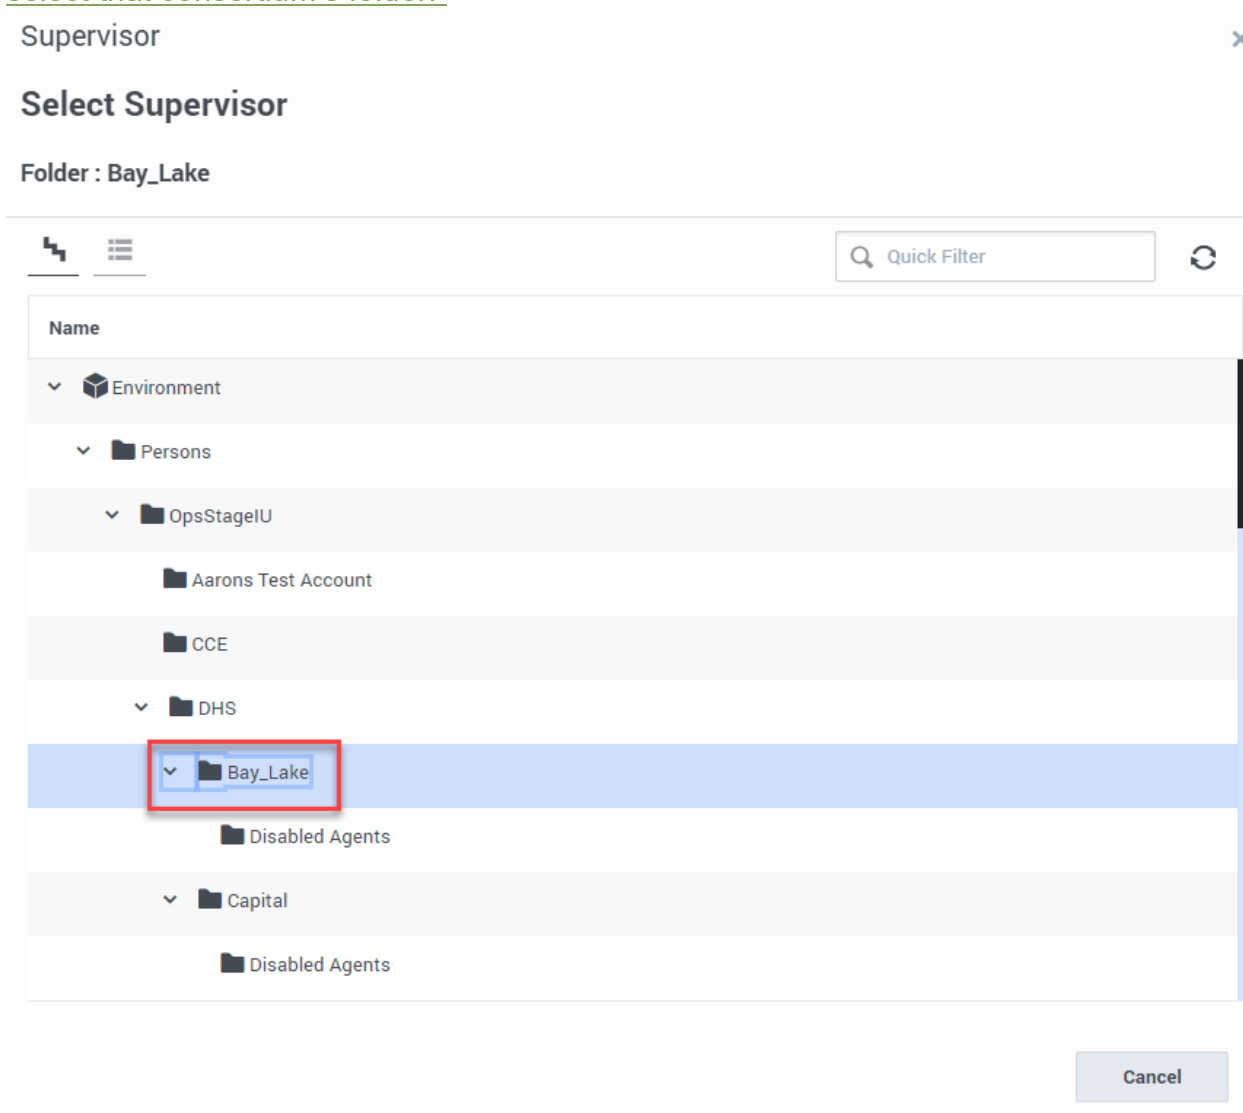 Supervisor
Select Supervisor
Folder : Bay_Lake
Quick Filter
Name
Environment
Persons
OpsStageIU
Aarons Test Account
CCE
DHS
Bay_Lake
Disabled Agents
Capital
Disabled Agents
Cancel